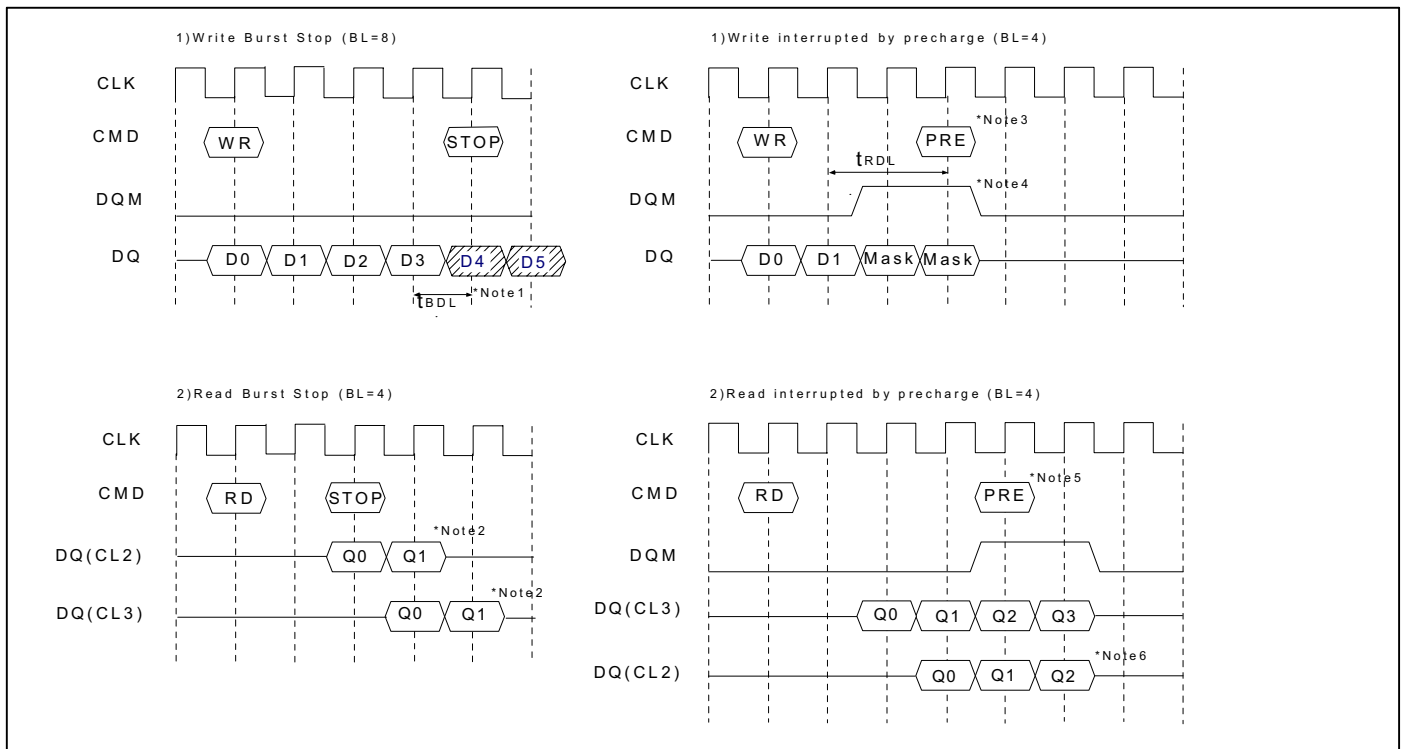 1)Write Burst Stop (BL=8)
CLK
CMD
WR
STOP
DQM
DQ
D0
D1
D2
D3
D4
D5
tBDL
*Note1
1)Write interrupted by precharge (BL=4)
CLK
CMD
WR
PRE
*Note3
tRDL
DQM
*Note4
DQ
D0
D1
Mask
Mask
2)Read Burst Stop (BL=4)
CLK
CMD
RD
STOP
DQ(CL2)
Q0
Q1
*Note2
DQ(CL3)
Q0
Q1
*Note2
2)Read interrupted by precharge (BL=4)
CLK
CMD
RD
PRE
*Note5
DQM
DQ(CL3)
Q0
Q1
Q2
Q3
DQ(CL2)
Q0
Q1
Q2
*Note6